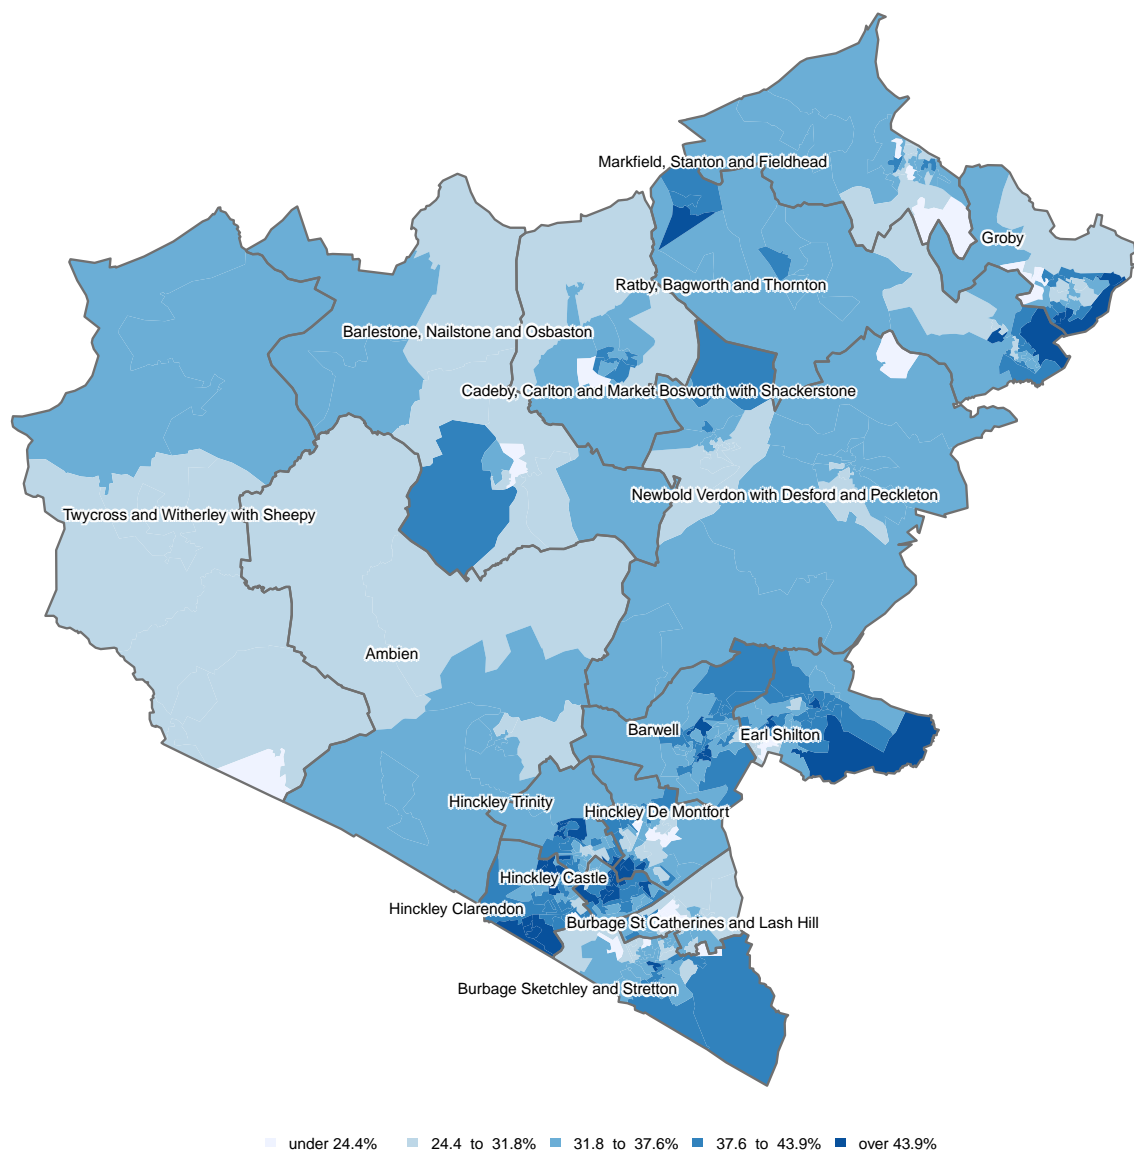 Markfield, Stanton and Fieldhead
Groby
Ratby, Bagworth and Thornton
Barlestone, Nailstone and Osbaston
Cadeby, Carlton and Market Bosworth with Shackerstone
Newbold Verdon with Desford and Peckleton
Twycross and Witherley with Sheepy
Ambien
Barwell
Earl Shilton
Hinckley Trinity
Hinckley De Montfort
Hinckley Castle
Hinckley Clarendon
Burbage St Catherines and Lash Hill
Burbage Sketchley and Stretton
under 24.4% 24.4 to 31.8% 31.8 to 37.6% 37.6 to 43.9% over 43.9%